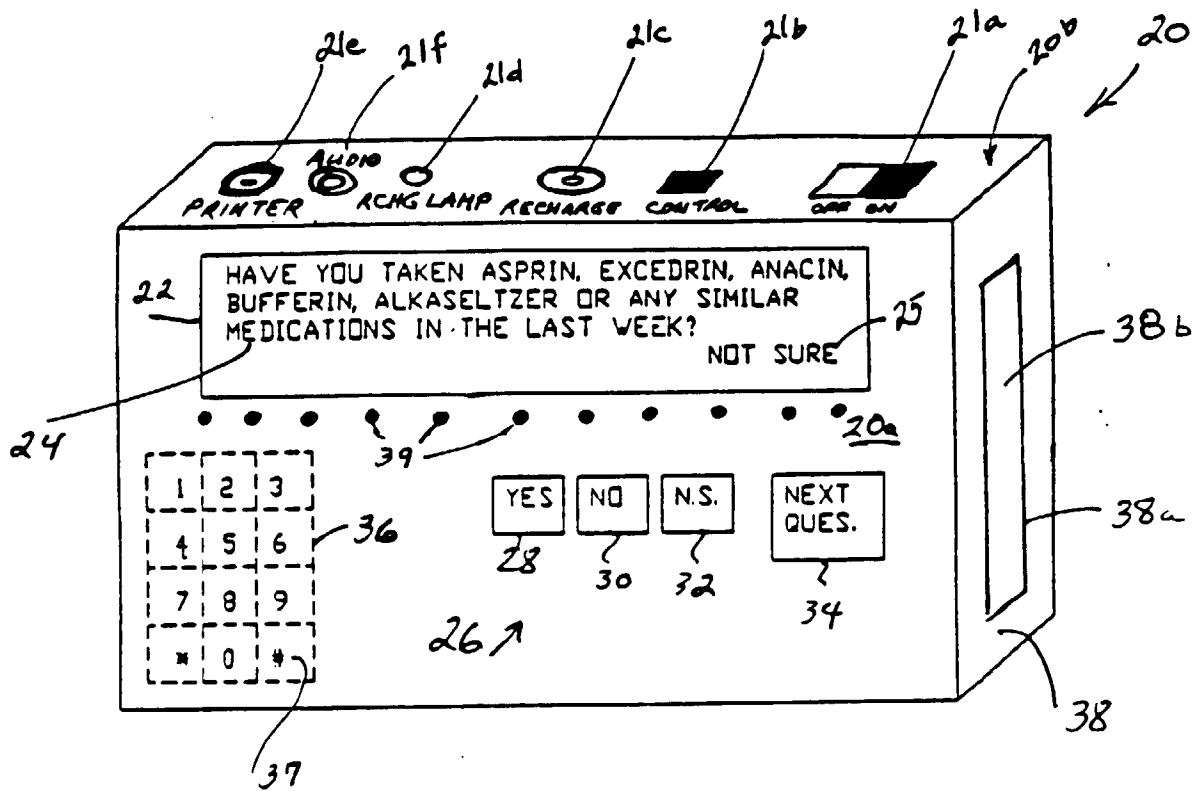 21e 21f 21d 21c 21b 21a 20b 20
AUDIO
PRINTER RCHG LAMP RECHARGE CONTROL OFF ON
22
HAVE YOU TAKEN ASPRIN, EXCEDRIN, ANACIN,
BUFFERIN, ALKASELTZER OR ANY SIMILAR
MEDICATIONS IN THE LAST WEEK?
NOT SURE
25
38b
24
39
20a
1 2 3
4 5 6
7 8 9
* 0 #
36
YES NO N.S. NEXT
QUES.
28 30 32 34
38a
26
38
37